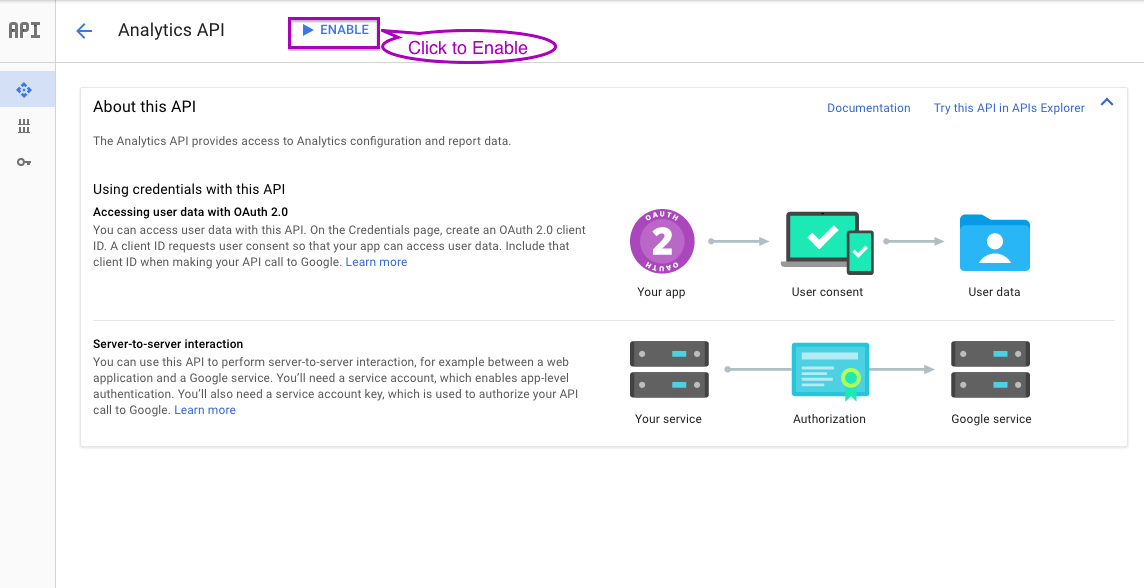 API
Analytics API
ENABLE
Click to Enable
About this API
Documentation
Try this API in APIs Explorer
The Analytics API provides access to Analytics configuration and report data.
Using credentials with this API
Accessing user data with OAuth 2.0
You can access user data with this API. On the Credentials page, create an OAuth 2.0 client
ID. A client ID requests user consent so that your app can access user data. Include that
client ID when making your API call to Google. Learn more
OAUTH
2
OAUTH
Your app
User consent
User data
Server-to-server interaction
You can use this API to perform server-to-server interaction, for example between a web
application and a Google service. You’ll need a service account, which enables app-level
authentication. You’ll also need a service account key, which is used to authorize your API
call to Google. Learn more
Your service
Authorization
Google service